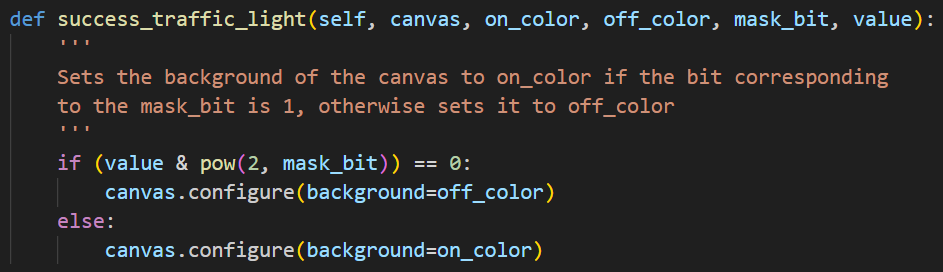 def success_traffic_light(self, canvas, on_color, off_color, mask_bit, value):
    '''
    Sets the background of the canvas to on_color if the bit corresponding
    to the mask_bit is 1, otherwise sets it to off_color
    '''
    if (value & pow(2, mask_bit)) == 0:
        canvas.configure(background=off_color)
    else:
        canvas.configure(background=on_color)